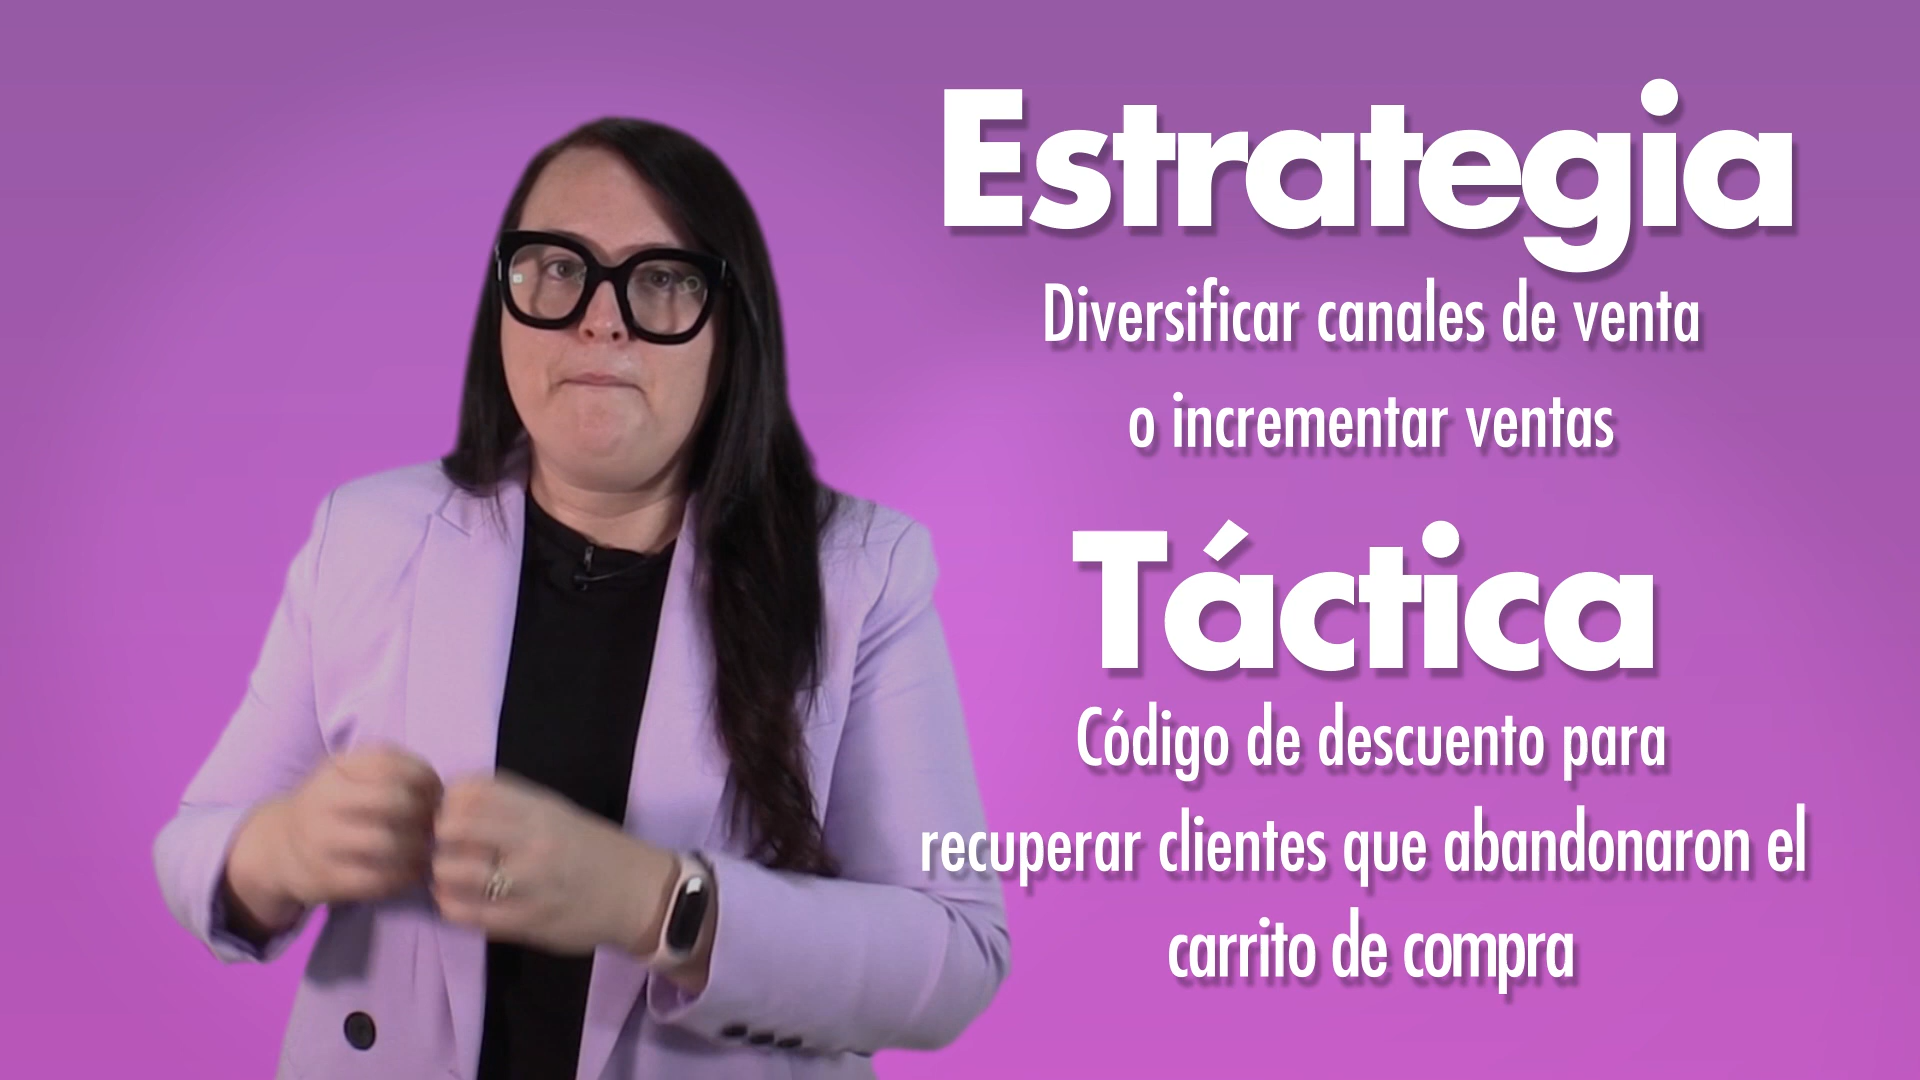 Estrategia
Diversificar canales de venta
o incrementar ventas
Táctica
Código de descuento para
recuperar clientes que abandonaron el
carrito de compra